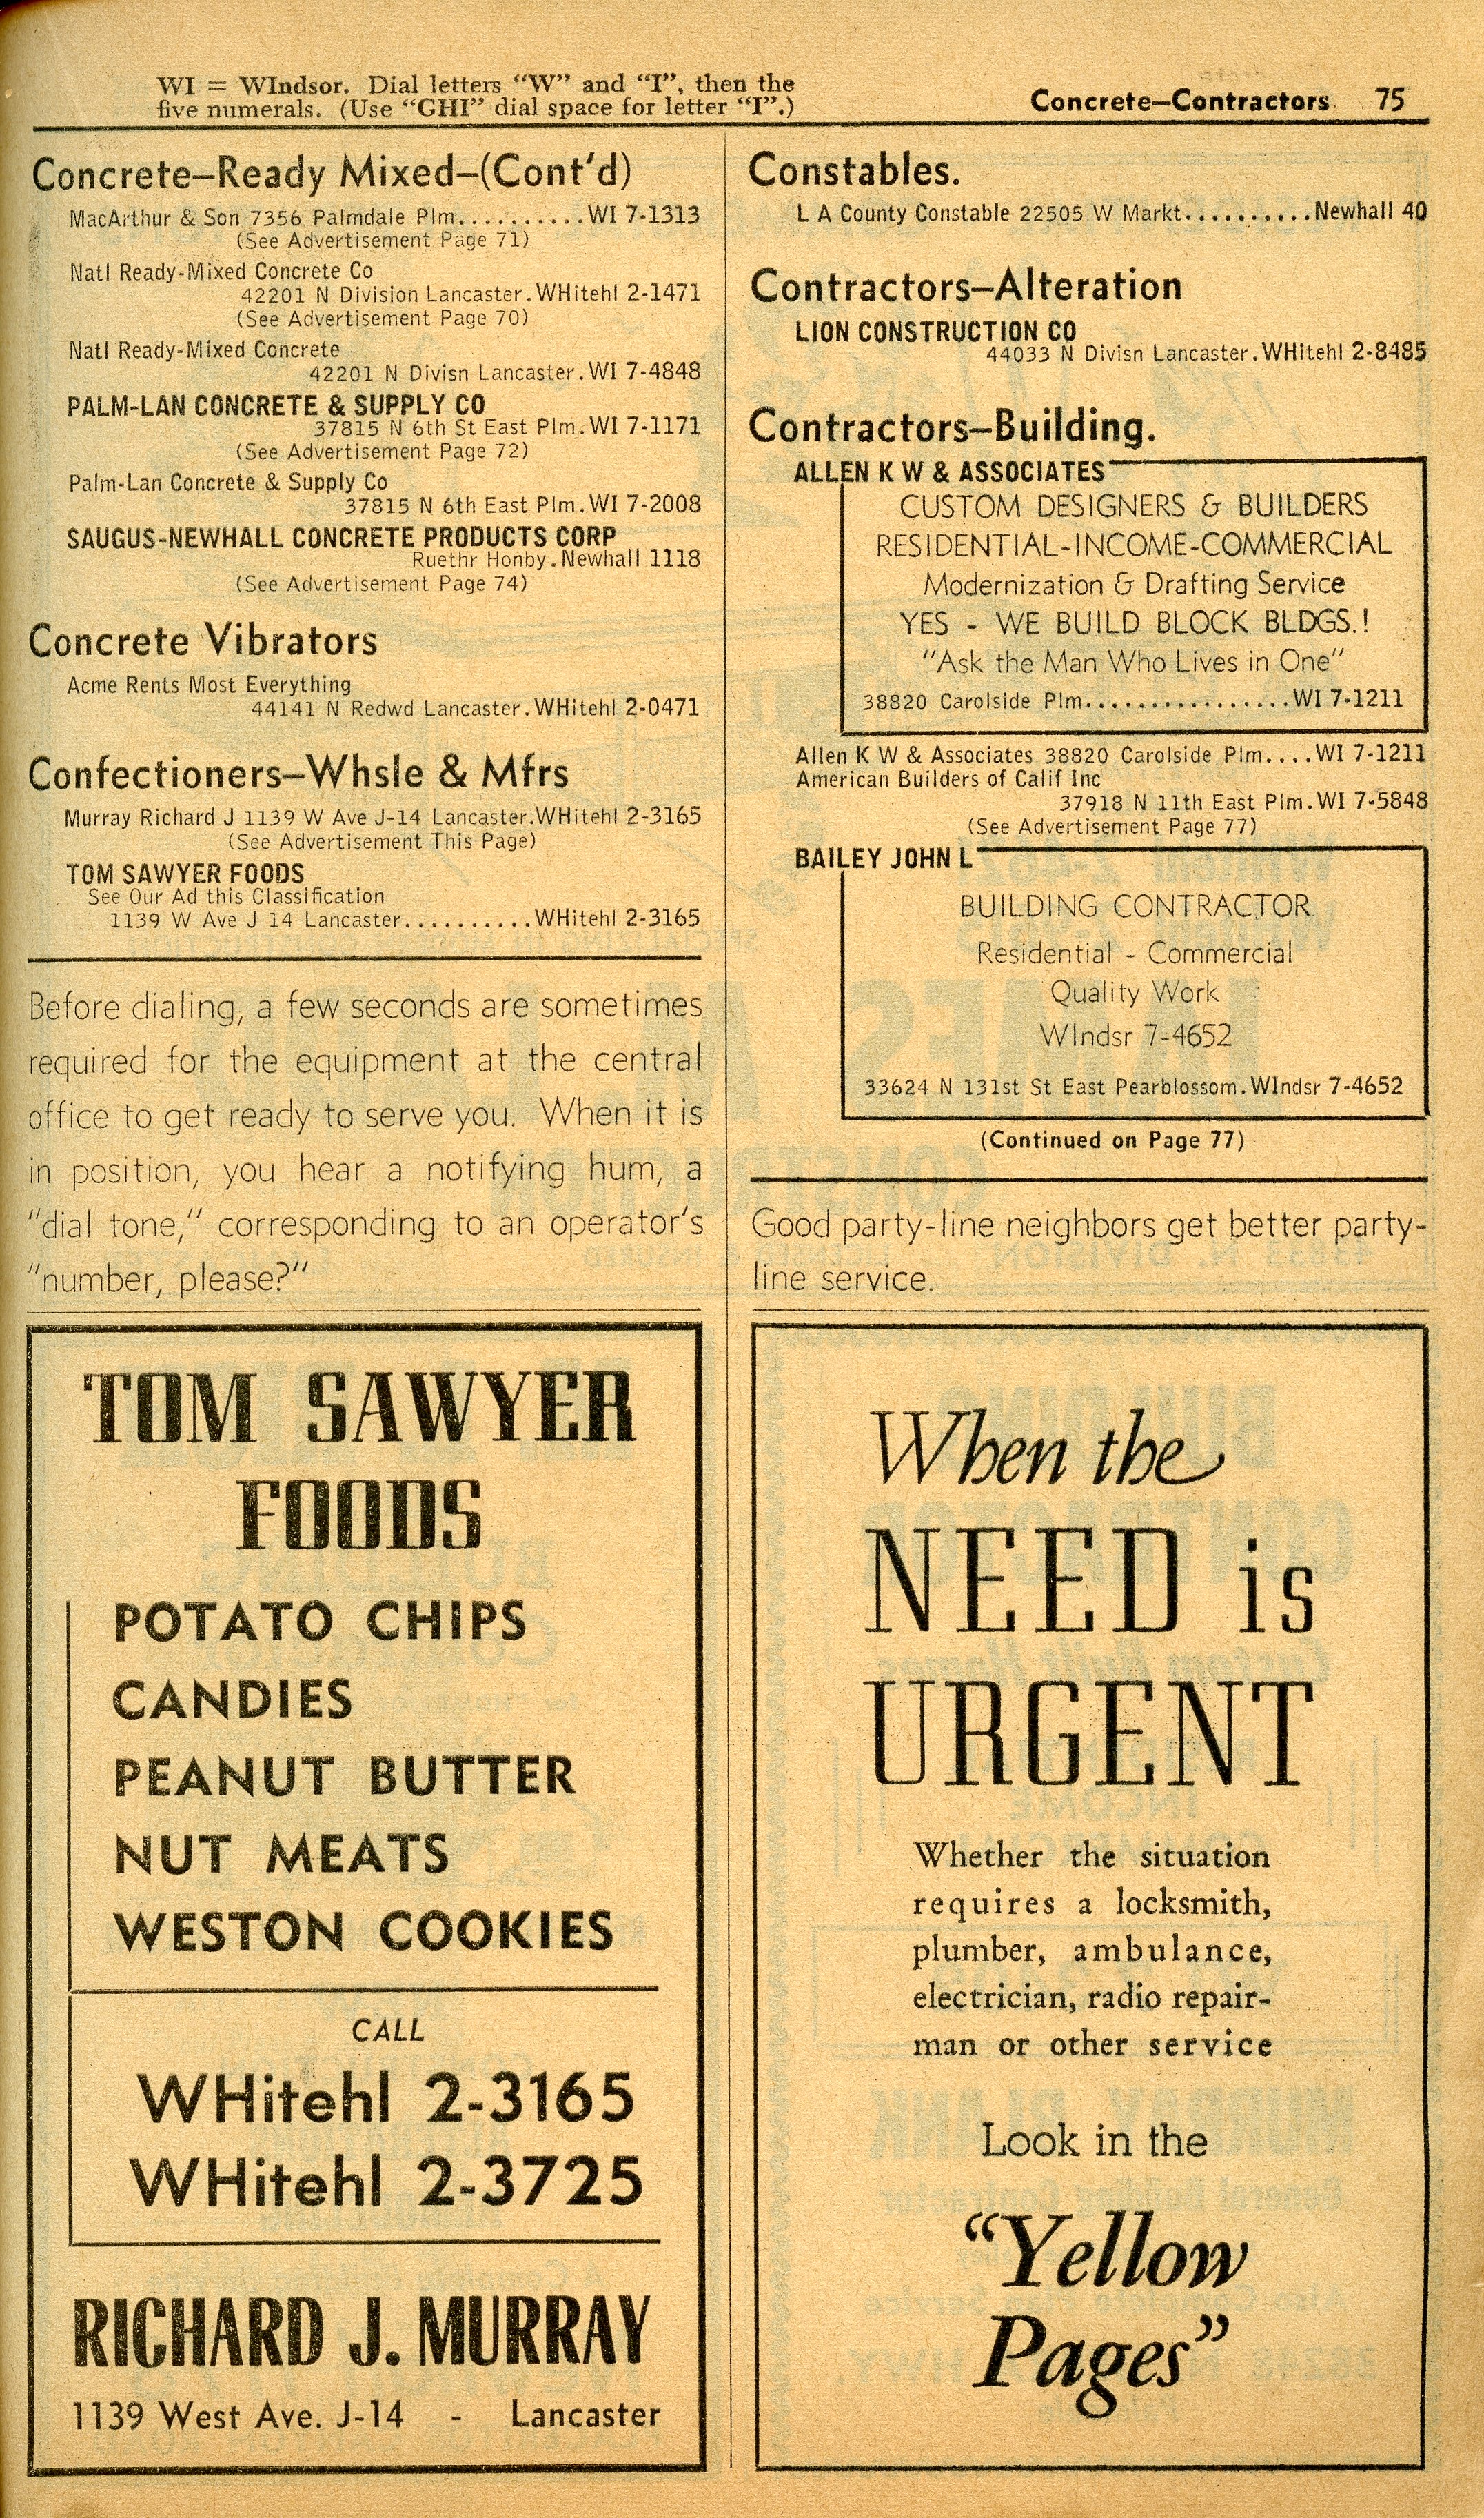 WI = WIndsor. Dial letters “W” and “I”, then the
five numerals. (Use “GHI” dial space for letter “I”.)
Concrete—Contractors 75
Concrete—Ready Mixed—(Cont'd)
MacArthur & Son 7356 Palmdale Plm..........WI 7-1313
(See Advertisement Page 71)
Natl Ready-Mixed Concrete Co
42201 N Division Lancaster.WHitehl 2-1471
(See Advertisement Page 70)
Natl Ready-Mixed Concrete
42201 N Divisn Lancaster.WI 7-4848
PALM-LAN CONCRETE & SUPPLY CO
37815 N 6th St East Plm.WI 7-1171
(See Advertisement Page 72)
Palm-Lan Concrete & Supply Co
37815 N 6th East Plm.WI 7-2008
SAUGUS-NEWHALL CONCRETE PRODUCTS CORP
Ruethr Honby.Newhall 1118
(See Advertisement Page 74)
Concrete Vibrators
Acme Rents Most Everything
44141 N Redwd Lancaster.WHitehl 2-0471
Confectioners—Whsle & Mfrs
Murray Richard J 1139 W Ave J-14 Lancaster.WHitehl 2-3165
(See Advertisement This Page)
TOM SAWYER FOODS
See Our Ad this Classification
1139 W Ave J 14 Lancaster..........WHitehl 2-3165
Before dialing, a few seconds are sometimes
required for the equipment at the central
office to get ready to serve you. When it is
in position, you hear a notifying hum, a
“dial tone,” corresponding to an operator's
“number, please?”
TOM SAWYER
FOODS
POTATO CHIPS
CANDIES
PEANUT BUTTER
NUT MEATS
WESTON COOKIES
CALL
WHitehl 2-3165
WHitehl 2-3725
RICHARD J. MURRAY
1139 West Ave. J-14 - Lancaster
Constables.
L A County Constable 22505 W Markt..........Newhall 40
Contractors—Alteration
LION CONSTRUCTION CO
44033 N Divisn Lancaster.WHitehl 2-8485
Contractors—Building.
ALLEN K W & ASSOCIATES
CUSTOM DESIGNERS & BUILDERS
RESIDENTIAL-INCOME-COMMERCIAL
Modernization & Drafting Service
YES - WE BUILD BLOCK BLDGS.!
“Ask the Man Who Lives in One”
38820 Carolside Plm................WI 7-1211
Allen K W & Associates 38820 Carolside Plm....WI 7-1211
American Builders of Calif Inc
37918 N 11th East Plm.WI 7-5848
(See Advertisement Page 77)
BAILEY JOHN L
BUILDING CONTRACTOR
Residential - Commercial
Quality Work
WIndsr 7-4652
33624 N 131st St East Pearblossom.WIndsr 7-4652
(Continued on Page 77)
Good party-line neighbors get better party-
line service.
When the
NEED is
URGENT
Whether the situation
requires a locksmith,
plumber, ambulance,
electrician, radio repair-
man or other service
Look in the
“Yellow
Pages”